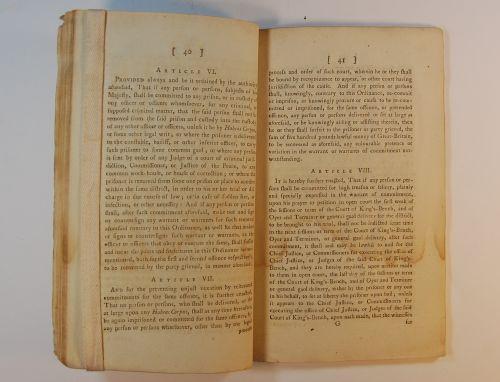 [ 40 ]
ARTICLE VI.
PROVIDED always and be it ordained by the authority
aforesaid, That if any person or persons, subjects of his
Majesty, shall be committed to any prison, or in custody of
any officer or officers whatsoever, for any criminal, or
supposed criminal matter, that the said person shall not be
removed from the said prison and custody into the custody
of any other officer or officers, unless it be by Habeas Corpus,
or some other legal writ, or where the prisoner is delivered
to the constable, bailiff, or other inferior officer, to carry
such prisoner to some common goal; or where any person
is sent by order of any Judge of
diction, Commissioner, or Justice of the Peace, to any
common work-house, or house of correction; or where the
prisoner is removed from some one prison or place to another
within the same district, in order to his or her trial or dis-
charge in due course of law; or in case of sudden fire, or
infection, or other necessity: And if any person or persons
shall, after such commitment aforesaid, make out and sign
or countersign any warrant or warrants for such removal
aforesaid contrary to this Ordinance, as well he that makes
or signs or countersigns such warrant or warrants, as the
officer or officers that obey or execute the same, shall suffer
and incur the pains and forfeitures in this Ordinance before
mentioned, both for the first and second offence respectively,
to be recovered by the party grieved, in manner aforesaid.
ARTICLE VII.
AND for the preventing unjust vexation by reiterated
commitments for the same offence, it is further enacted,
That no person or persons, who shall be delivered, or set
at large upon any Habeas Corpus, shall at any time hereafter
be again imprisoned or committed for the same offence, by
any person or persons whatsoever, other than by the legal
process
[ 41 ]
process and order of such court, wherein he or they shall
be bound by recognizance to appear, or other court having
jurisdiction of the cause. And if any person or persons
shall, knowingly, contrary to this Ordinance, re-commit
or imprison, or knowingly procure or cause to be re-com-
mitted or imprisoned, for the same offence, or pretended
offence, any person or persons delivered or set at large as
aforesaid, or be knowingly aiding or assisting therein, then
he or they shall forfeit to the prisoner or party grieved, the
sum of five hundred pounds lawful money of Great-Britain,
to be recovered as aforesaid, any colourable pretence or
variation in the warrant or warrants of commitment not-
withstanding.
ARTICLE VIII.
IT is hereby further enacted, That if any person or per-
sons shall be committed for high treason or felony, plainly
and specially expressed in the warrant of commitment,
upon his prayer or petition in open court the first week of
the sessions or term of the Court of King's-Bench, and of
Oyer and Terminer or general goal delivery for the district,
to be brought to his trial, shall not be indicted some time
in the next sessions or term of the Court of King's-Bench,
Oyer and Terminer, or general goal delivery, after such
commitment, it shall and may be lawful to and for the
Chief Justice, or Commissioners for executing the office of
Chief Justice, or Judges of the said Court of King's-
Bench, and they are hereby required, upon motion made
to them in open court, the last day of the sessions or term
of the Court of King's-Bench, and of Oyer and Terminer
or general goal delivery, either by the prisoner or any one
in his behalf, to set at liberty the prisoner upon bail, unless
it appears to the Chief Justice, or Commissioners for
executing the office of Chief Justice, or Judges of the said
Court of King's-Bench, upon oath made, that the witnesses
G
for